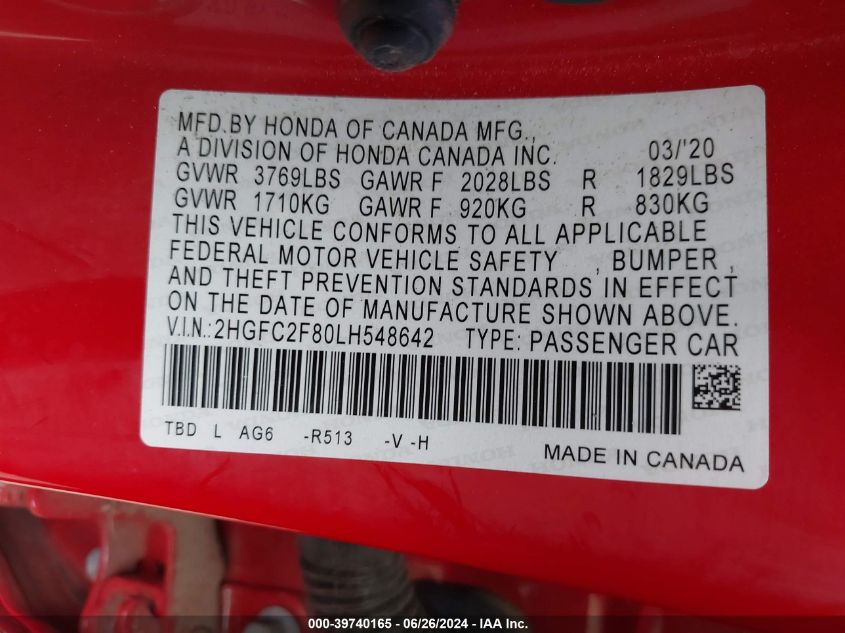 MFD.BY HONDA OF CANADA MFG.,
A DIVISION OF HONDA CANADA INC. 03/'20
GVWR 3769LBS GAWR F 2028LBS R 1829LBS
GVWR 1710KG GAWR F 920KG R 830KG
THIS VEHICLE CONFORMS TO ALL APPLICABLE
FEDERAL MOTOR VEHICLE SAFETY , BUMPER ,
AND THEFT PREVENTION STANDARDS IN EFFECT
ON THE DATE OF MANUFACTURE SHOWN ABOVE.
V.I.N.:2HGFC2F80LH548642 TYPE: PASSENGER CAR
TBD L AG6 -R513 -V -H
MADE IN CANADA
000-39740165 - 06/26/2024 - IAA Inc.